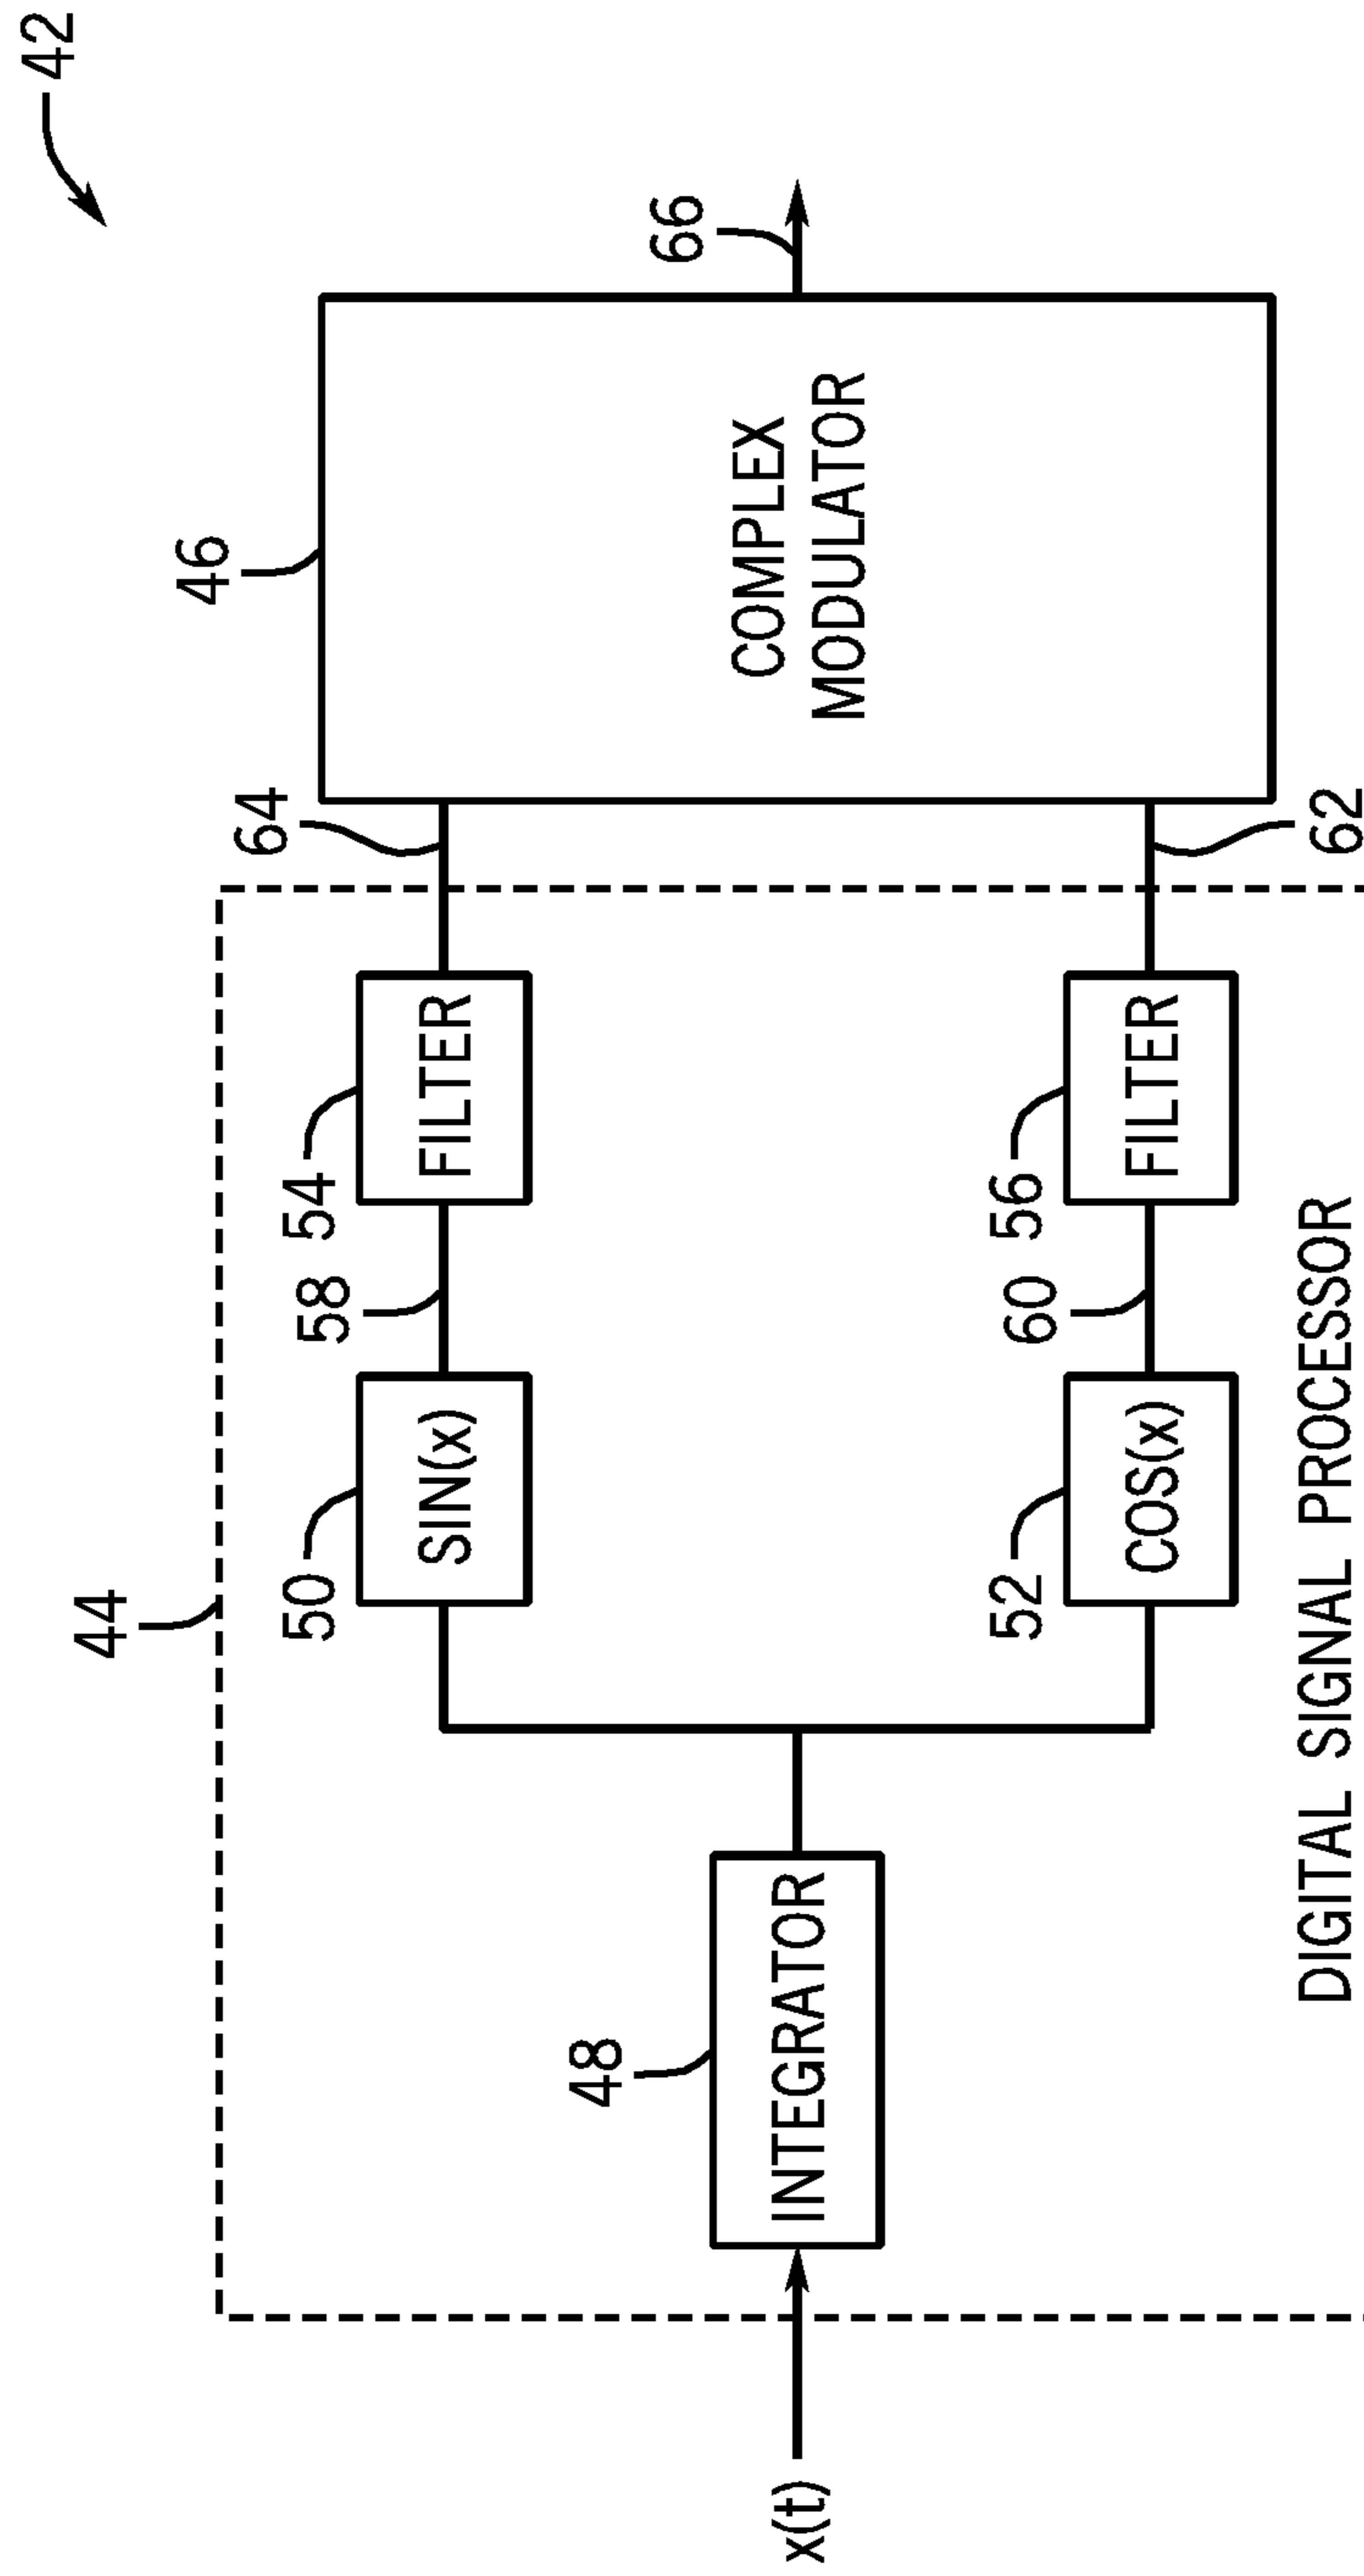 42
44
46
50
SIN(x)
58
54
FILTER
64
66
48
x(t)
INTEGRATOR
COMPLEX
MODULATOR
52
COS(x)
60
56
FILTER
62
DIGITAL SIGNAL PROCESSOR